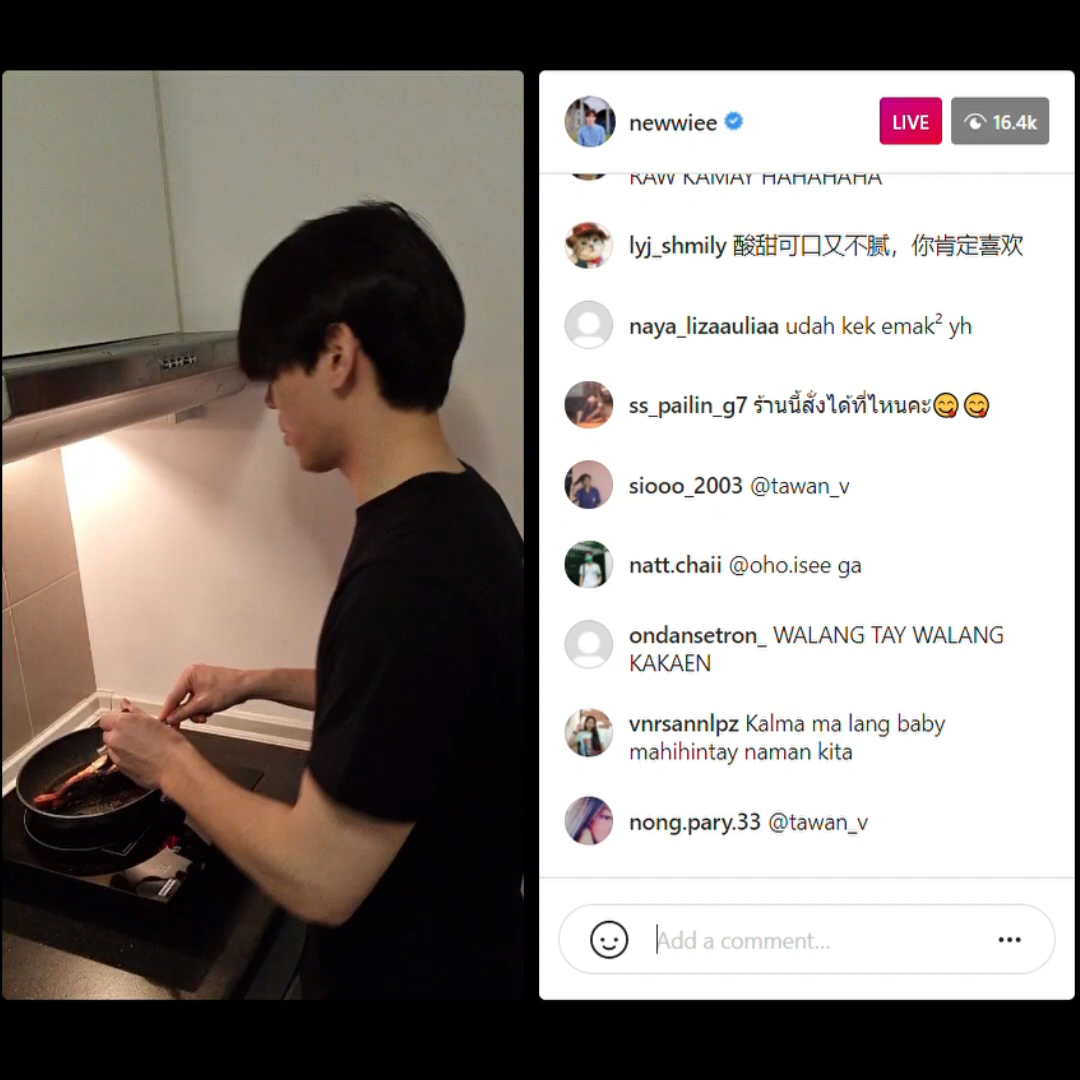 newwiee
LIVE
16.4k
RAW KAMAY HAHAHAHA
lyj_shmily 酸甜可口又不腻，你肯定喜欢
naya_lizaauliaa udah kek emak² yh
ss_pailin_g7 ร้านนี้สั่งได้ที่ไหนคะ😋😋
siooo_2003 @tawan_v
natt.chaii @oho.isee ga
ondansetron_ WALANG TAY WALANG
KAKAEN
vnrsannlpz Kalma ma lang baby
mahihintay naman kita
nong.pary.33 @tawan_v
Add a comment...